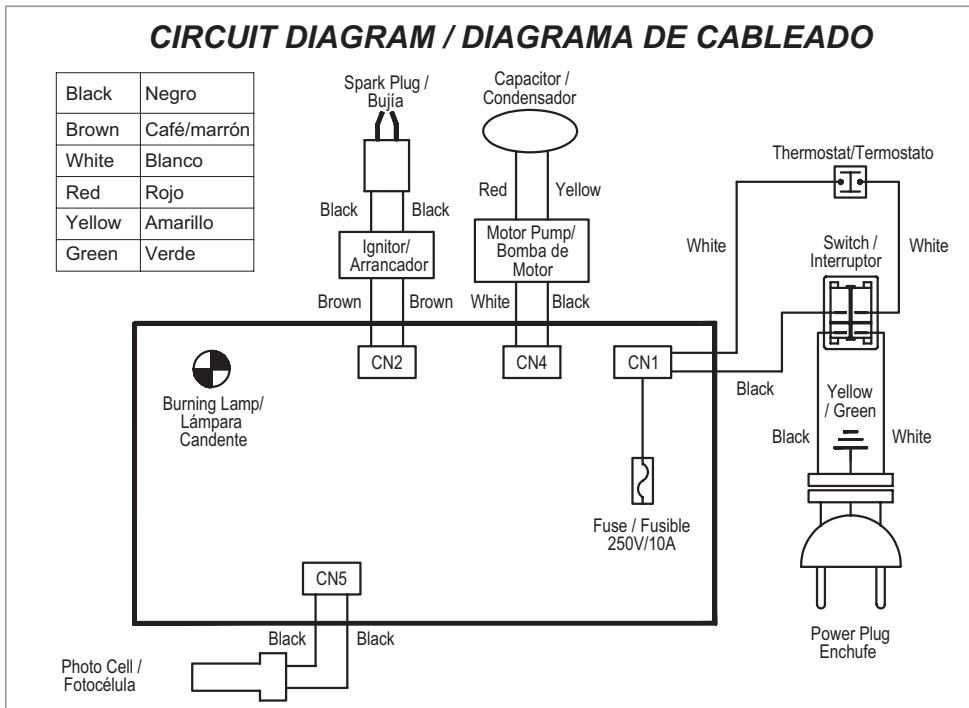 CIRCUIT DIAGRAM / DIAGRAMA DE CABLEADO
Black Negro
Brown Café/marrón
White Blanco
Red Rojo
Yellow Amarillo
Green Verde
Spark Plug /
Bujía
Black Black
Ignitor/
Arrancador
Brown Brown
Capacitor /
Condensador
Red Yellow
Motor Pump/
Bomba de
Motor
White Black
Thermostat/Termostato
White White
Switch /
Interruptor
CN2 CN4 CN1
Black
Burning Lamp/
Lámpara
Candente
Yellow
/ Green
Black White
Fuse / Fusible
250V/10A
CN5
Black Black
Photo Cell /
Fotocélula
Power Plug
Enchufe